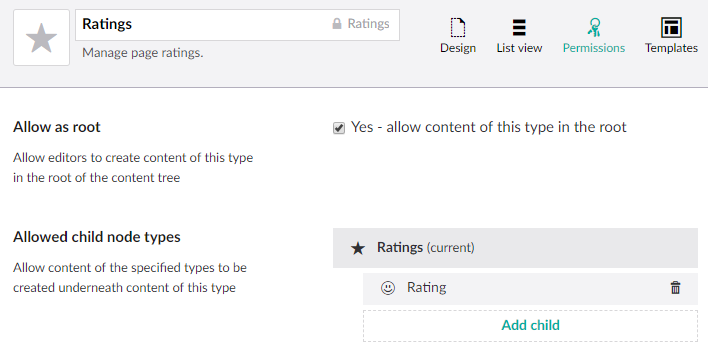 Ratings
Ratings
Manage page ratings.
Design
List view
Permissions
Templates
Allow as root
Yes - allow content of this type in the root
Allow editors to create content of this type
in the root of the content tree
Allowed child node types
Ratings (current)
Allow content of the specified types to be
created underneath content of this type
Rating
Add child